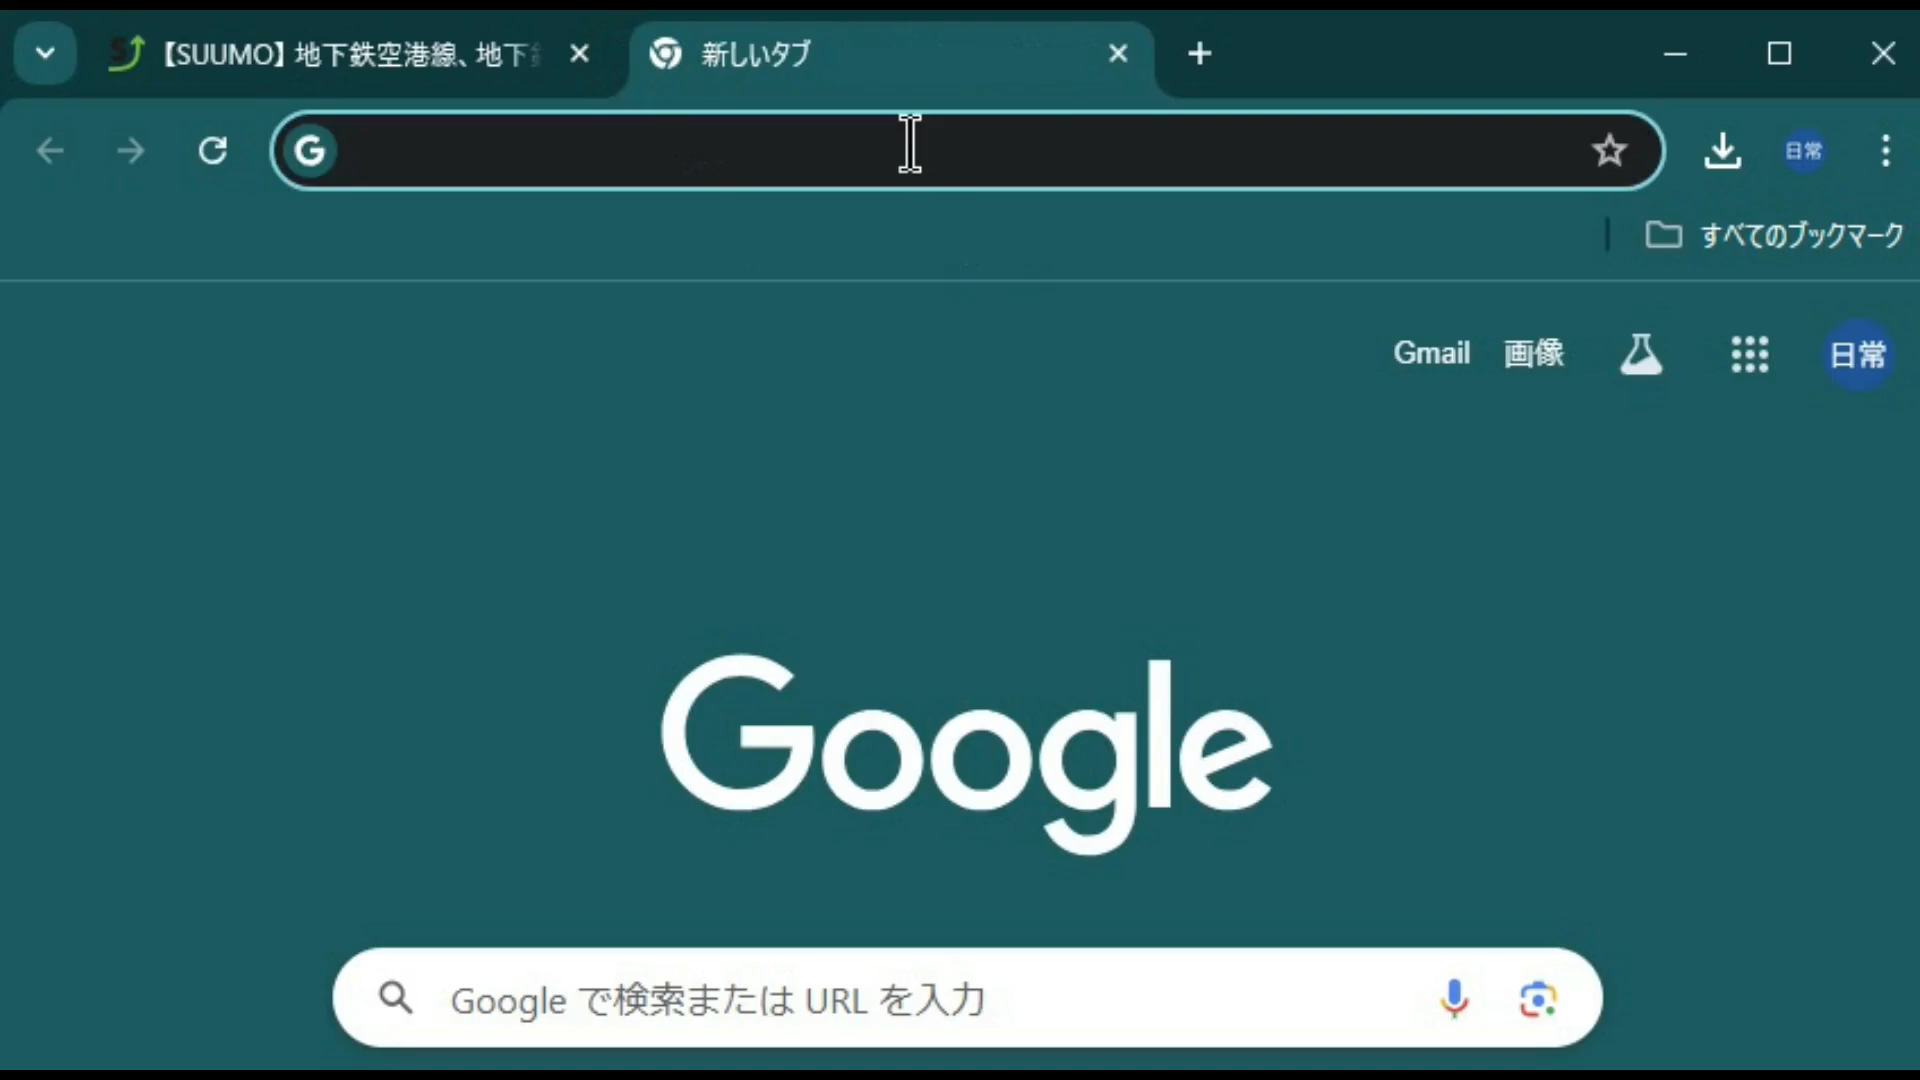 【SUUMO】地下鉄空港線、地下
新しいタブ
日常
すべてのブックマーク
Gmail 画像
日常
Google
Google で検索または URL を入力